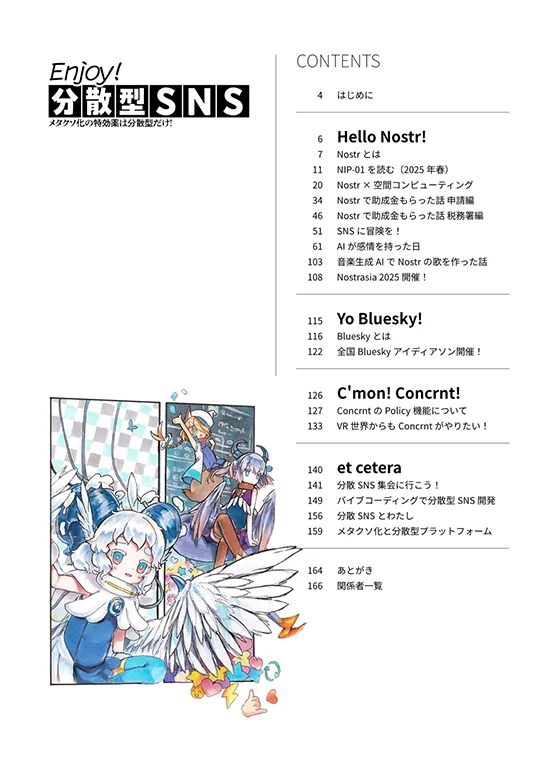 Enjoy!
分散型SNS
メタクソ化の特効薬は分散型だけ!
CONTENTS
4 はじめに
6 Hello Nostr!
7 Nostr とは
11 NIP-01 を読む（2025 年春）
20 Nostr × 空間コンピューティング
34 Nostr で助成金もらった話 申請編
46 Nostr で助成金もらった話 税務署編
51 SNS に冒険を！
61 AI が感情を持った日
103 音楽生成 AI で Nostr の歌を作った話
108 Nostrasia 2025 開催！
115 Yo Bluesky!
116 Bluesky とは
122 全国 Bluesky アイディアソン開催！
126 C'mon! Concrnt!
127 Concrnt の Policy 機能について
133 VR 世界からも Concrnt がやりたい！
140 et cetera
141 分散 SNS 集会に行こう！
149 バイブコーディングで分散型 SNS 開発
156 分散 SNS とわたし
159 メタクソ化と分散型プラットフォーム
164 あとがき
166 関係者一覧